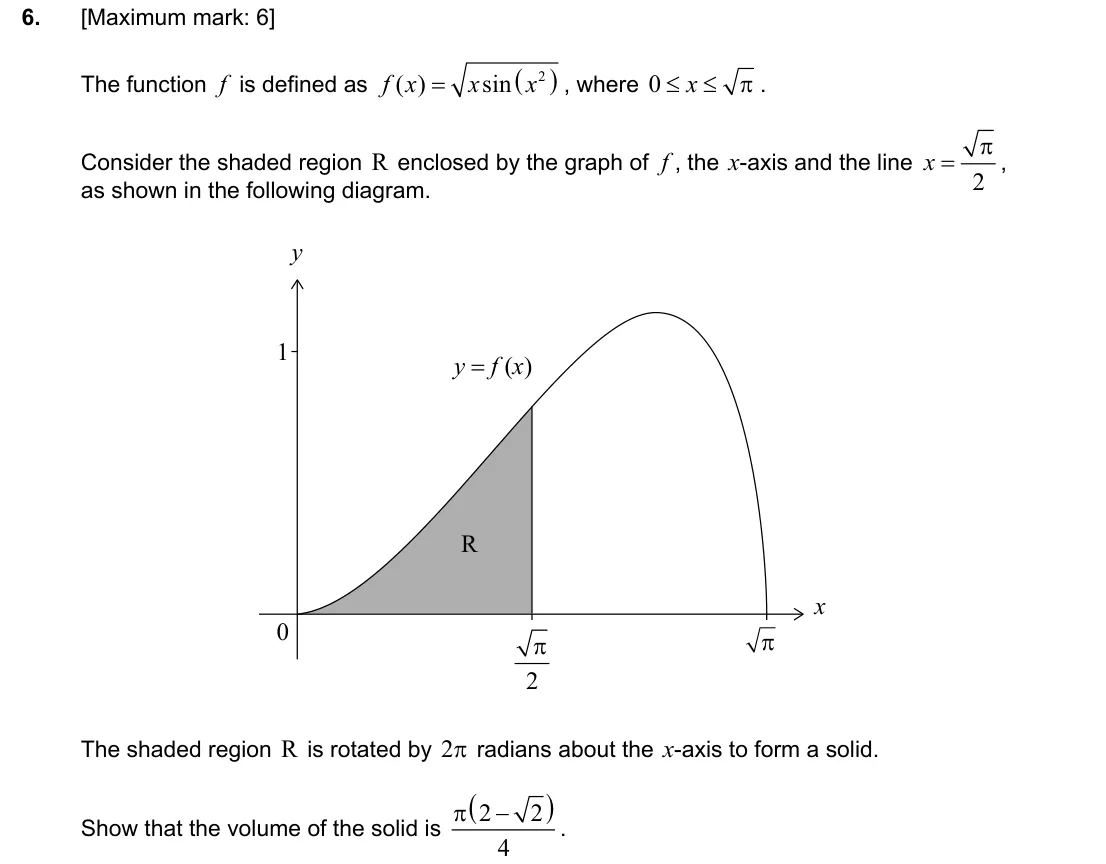 6. [Maximum mark: 6]
The function f is defined as f(x) = √(x sin(x²)), where 0 ≤ x ≤ √π.
Consider the shaded region R enclosed by the graph of f, the x-axis and the line x = √π/2,
as shown in the following diagram.
y
1
y = f(x)
R
x
0
√π/2
√π
The shaded region R is rotated by 2π radians about the x-axis to form a solid.
Show that the volume of the solid is π(2 − √2)/4.